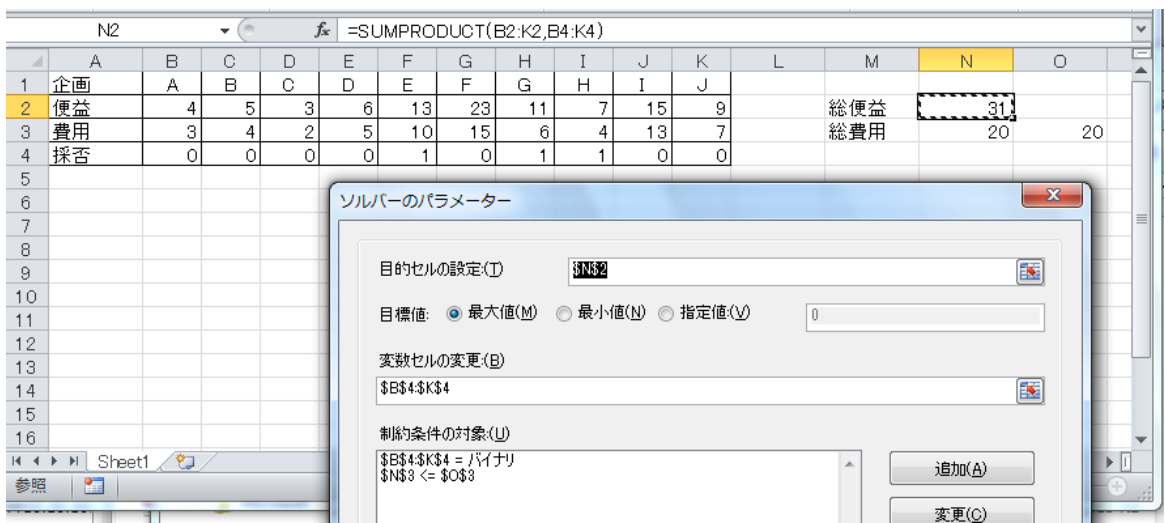 N2 fx =SUMPRODUCT(B2:K2,B4:K4)
A B C D E F G H I J K L M N O
1 企画 A B C D E F G H I J
2 便益 4 5 3 6 13 23 11 7 15 9 総便益 31
3 費用 3 4 2 5 10 15 6 4 13 7 総費用 20 20
4 採否 0 0 0 0 1 0 1 1 0 0
5
6
7
8
9
10
11
12
13
14
15
16
ソルバーのパラメーター
目的セルの設定:(T) $N$2
目標値: 最大値(M) 最小値(N) 指定値:(V) 0
変数セルの変更:(B)
$B$4:$K$4
制約条件の対象:(U)
$B$4:$K$4 = バイナリ
$N$3 <= $O$3
追加(A)
変更(C)
Sheet1
参照